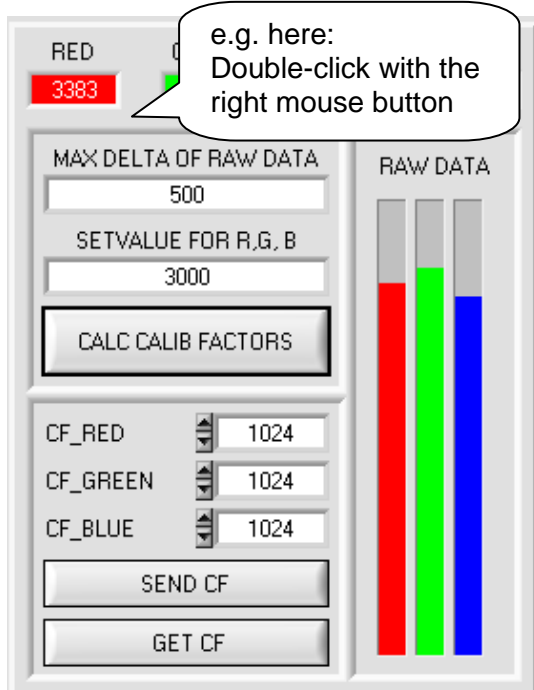 e.g. here:
Double-click with the
right mouse button
RED
3383
MAX DELTA OF RAW DATA
500
SETVALUE FOR R,G, B
3000
CALC CALIB FACTORS
RAW DATA
CF_RED 1024
CF_GREEN 1024
CF_BLUE 1024
SEND CF
GET CF